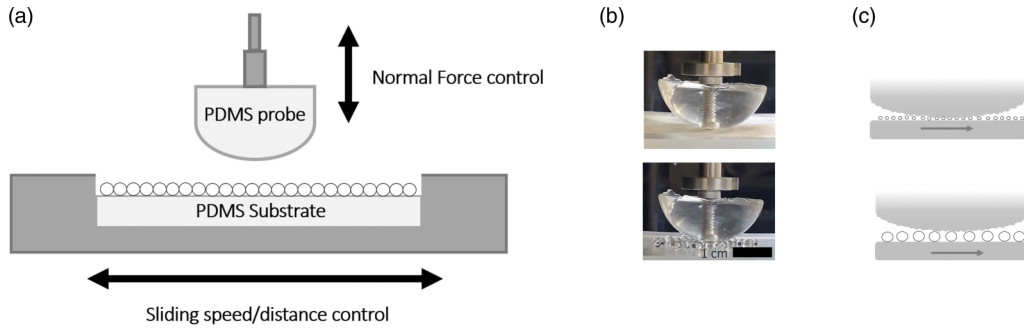 (a)
Normal Force control
PDMS probe
PDMS Substrate
Sliding speed/distance control
(b)
1 cm
(c)